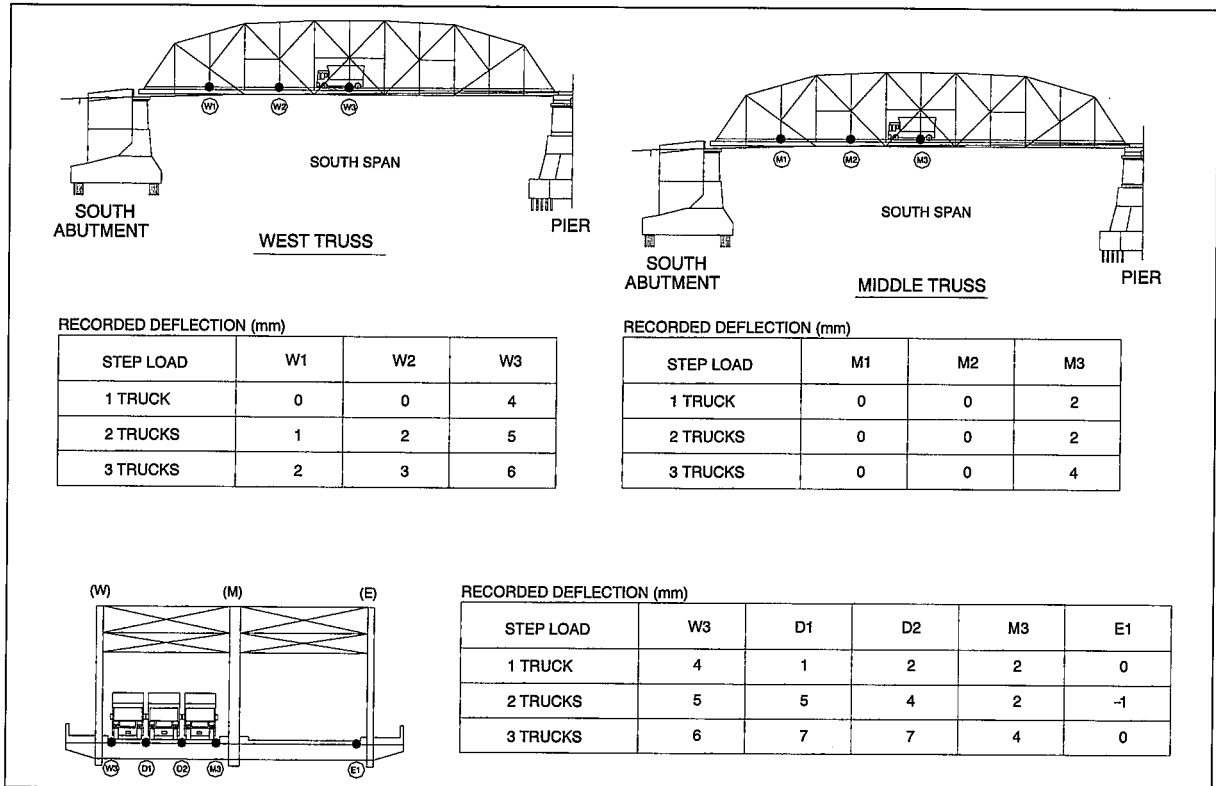 W1 W2 W3
SOUTH SPAN
SOUTH
ABUTMENT
PIER
WEST TRUSS
M1 M2 M3
SOUTH SPAN
SOUTH
ABUTMENT
PIER
MIDDLE TRUSS
RECORDED DEFLECTION (mm)
STEP LOAD W1 W2 W3
1 TRUCK 0 0 4
2 TRUCKS 1 2 5
3 TRUCKS 2 3 6
RECORDED DEFLECTION (mm)
STEP LOAD M1 M2 M3
1 TRUCK 0 0 2
2 TRUCKS 0 0 2
3 TRUCKS 0 0 4
(W) (M) (E)
W3 D1 D2 M3 E1
RECORDED DEFLECTION (mm)
STEP LOAD W3 D1 D2 M3 E1
1 TRUCK 4 1 2 2 0
2 TRUCKS 5 5 4 2 -1
3 TRUCKS 6 7 7 4 0